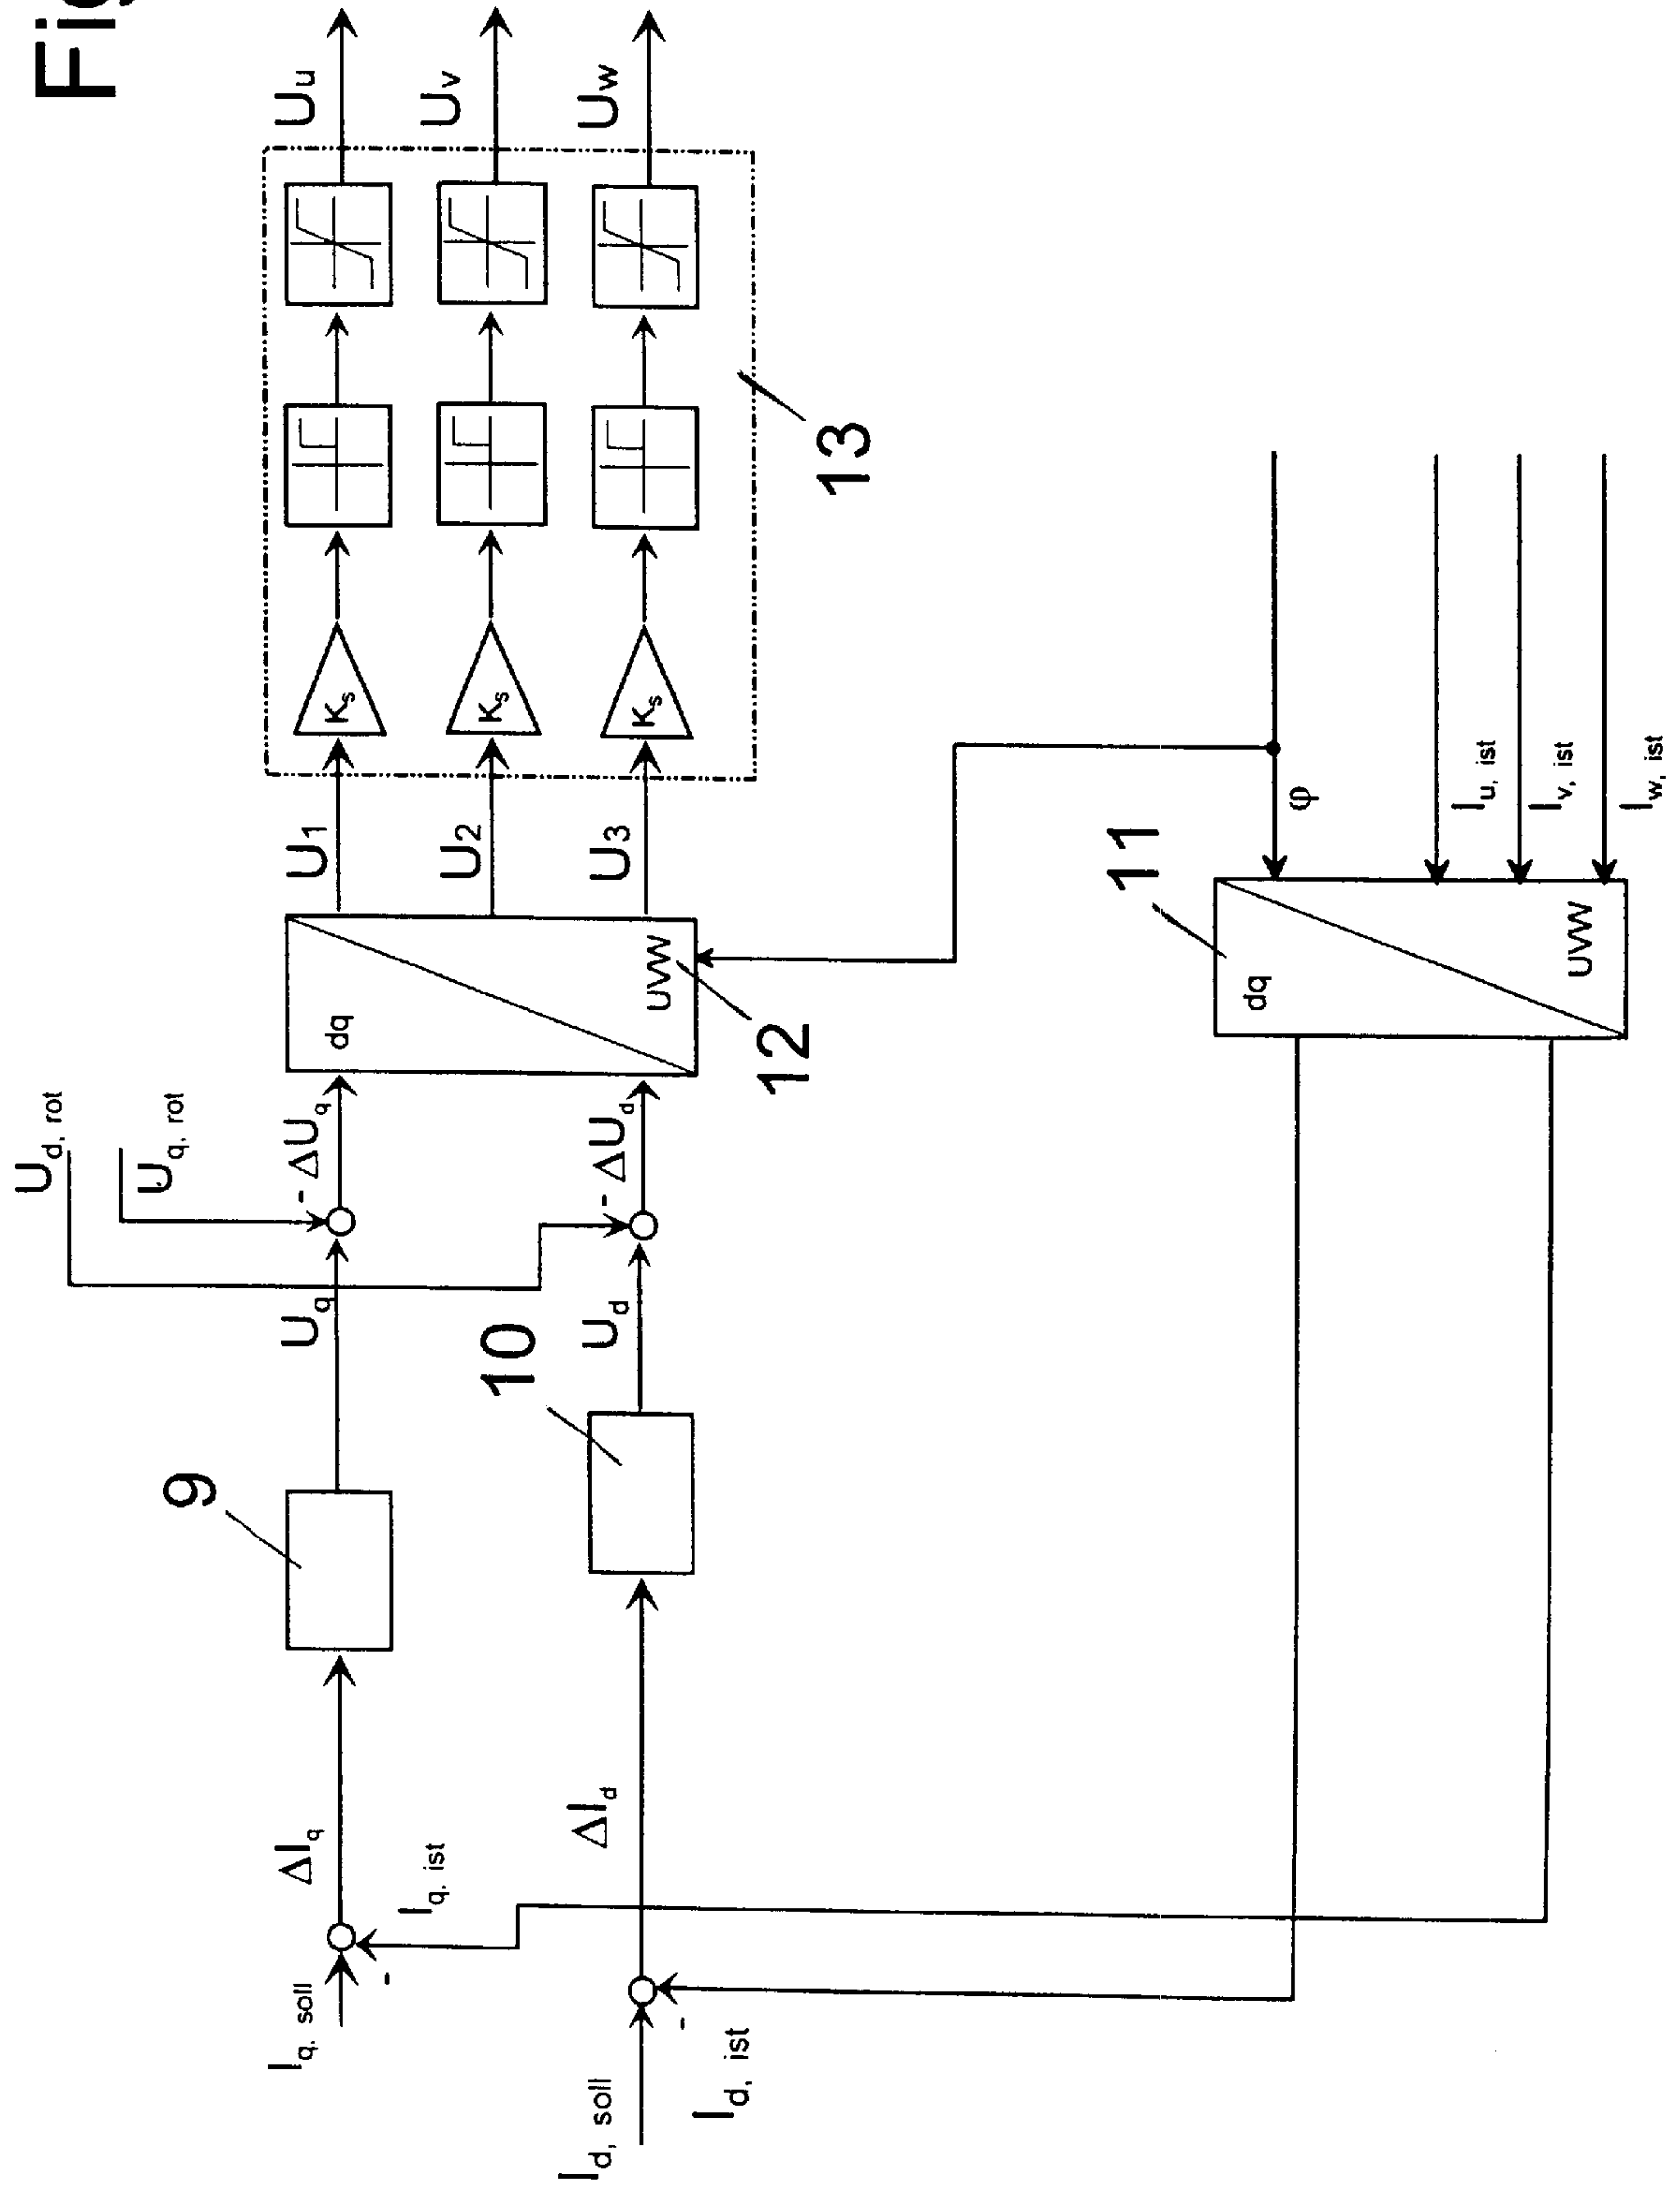 Fig
U_d, rot
U_q, rot
I_q, soll
-
I_q, ist
ΔI_q
9
U_q
- ΔU_q
dq
UVW
12
U_1
U_2
U_3
K_s
K_s
K_s
13
U_u
U_v
U_w
I_d, soll
-
I_d, ist
ΔI_d
10
U_d
- ΔU_d
11
dq
UVW
φ
I_u, ist
I_v, ist
I_w, ist